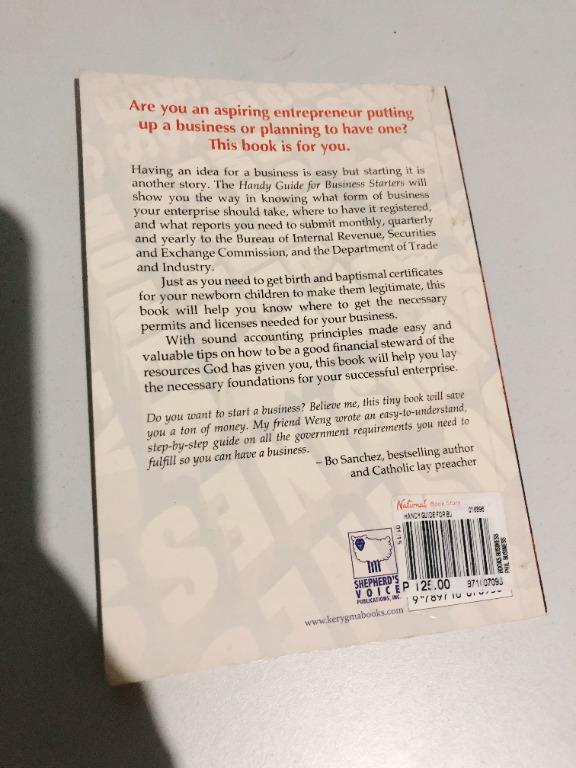 Are you an aspiring entrepreneur putting
up a business or planning to have one?
This book is for you.
Having an idea for a business is easy but starting it is
another story. The Handy Guide for Business Starters will
show you the way in knowing what form of business
your enterprise should take, where to have it registered,
and what reports you need to submit monthly, quarterly
and yearly to the Bureau of Internal Revenue, Securities
and Exchange Commission, and the Department of Trade
and Industry.
Just as you need to get birth and baptismal certificates
for your newborn children to make them legitimate, this
book will help you know where to get the necessary
permits and licenses needed for your business.
With sound accounting principles made easy and
valuable tips on how to be a good financial steward of the
resources God has given you, this book will help you lay
the necessary foundations for your successful enterprise.
Do you want to start a business? Believe me, this tiny book will save
you a ton of money. My friend Weng wrote an easy-to-understand,
step-by-step guide on all the government requirements you need to
fulfill so you can have a business.
– Bo Sanchez, bestselling author
and Catholic lay preacher
National Book Store
HANDY GUIDE FOR BU
SHEPHERD'S
VOICE
PUBLICATIONS, INC.
P 125.00
www.kerygmabooks.com